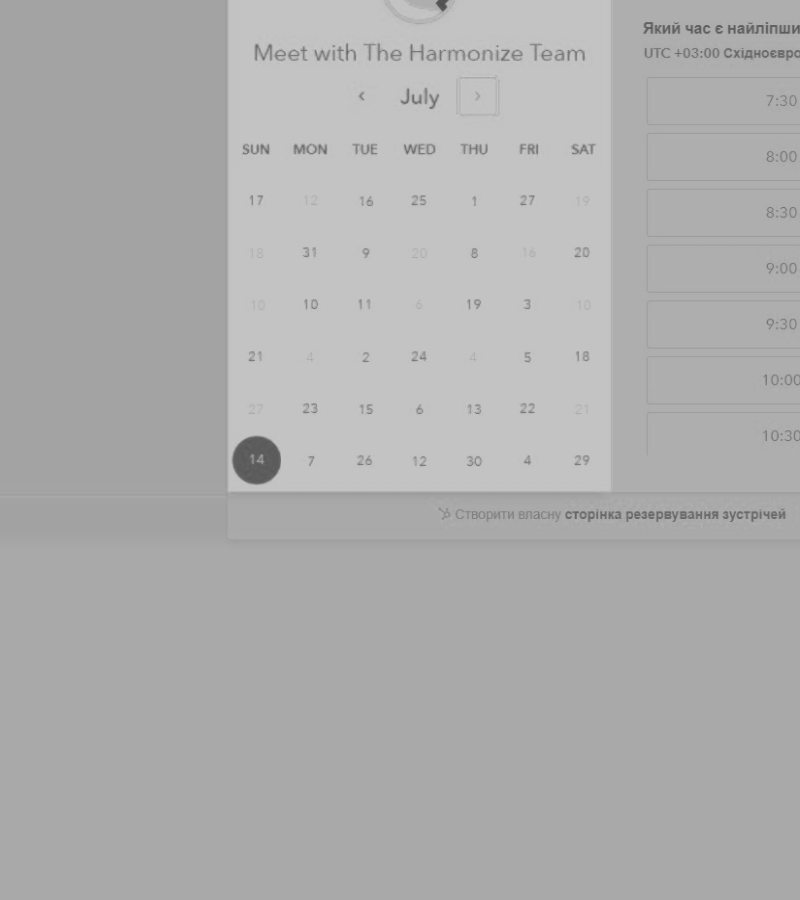 Meet with The Harmonize Team
‹ July ›
SUN MON TUE WED THU FRI SAT
17 12 16 25 1 27 19
18 31 9 20 8 16 20
10 10 11 6 19 3 10
21 4 2 24 4 5 18
27 23 15 6 13 22 21
14 7 26 12 30 4 29
Який час є найліпши
UTC +03:00 Східноєвро
7:30
8:00
8:30
9:00
9:30
10:00
10:30
Створити власну сторінка резервування зустрічей